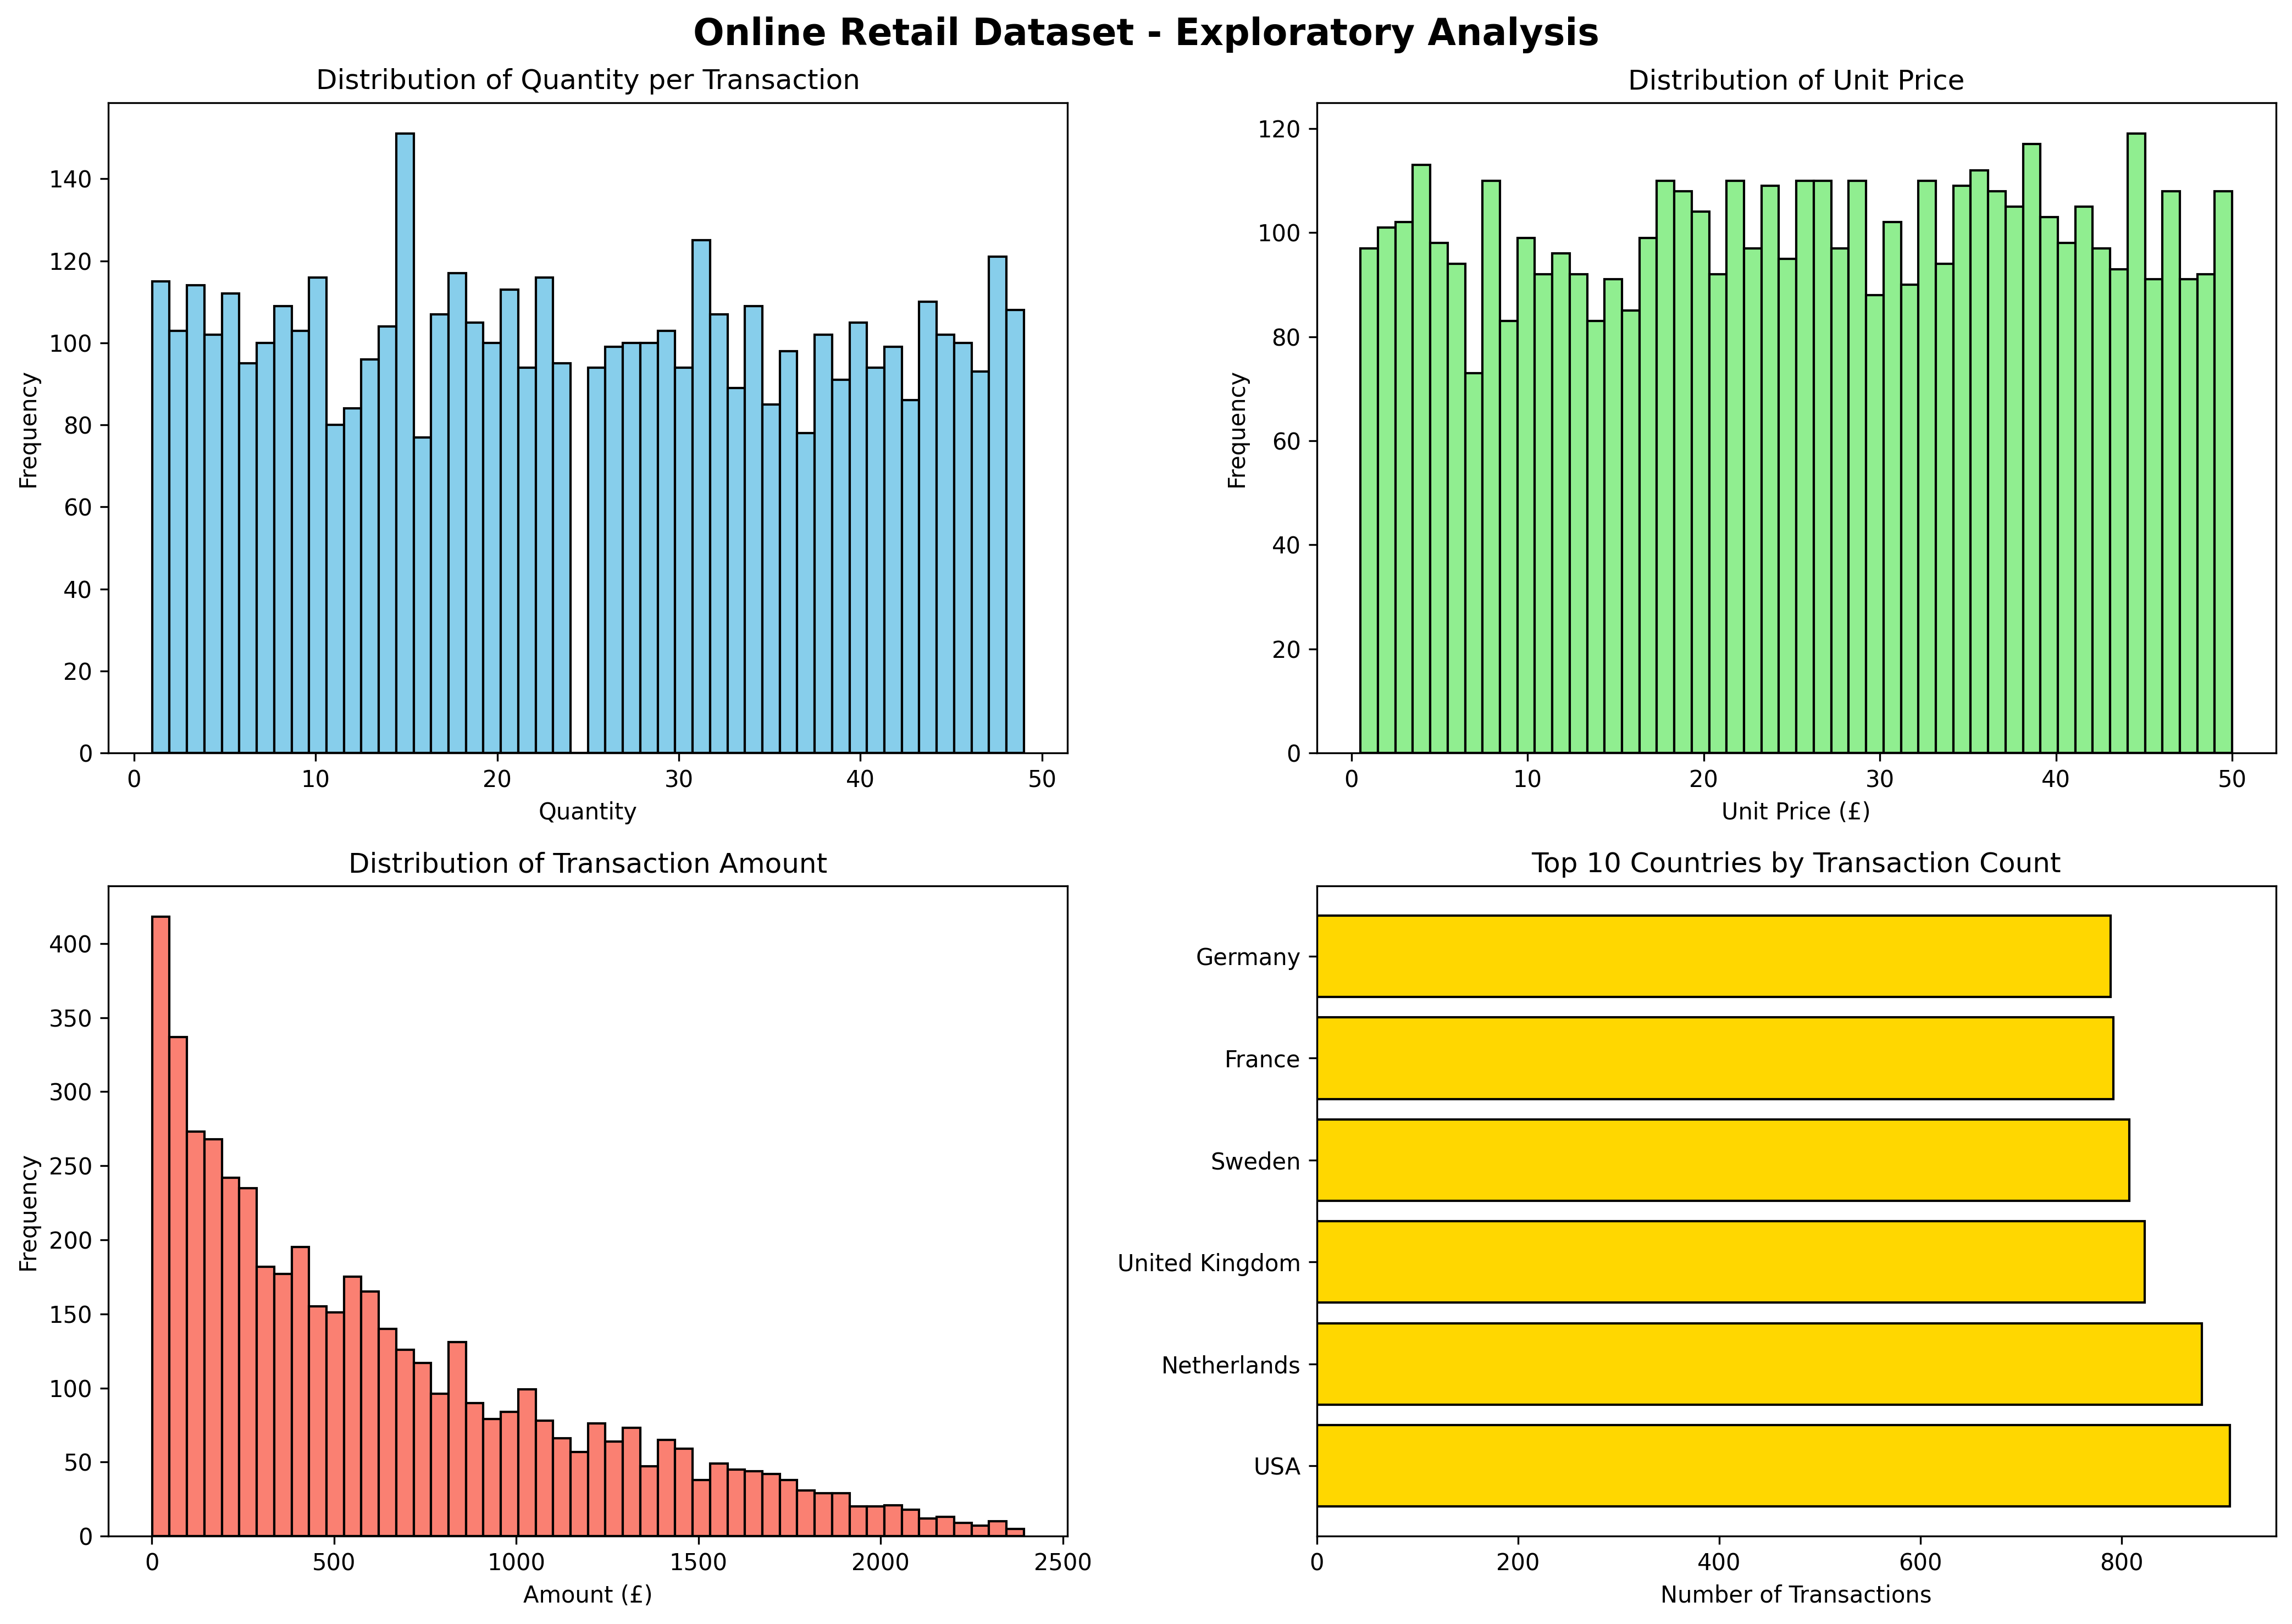 Online Retail Dataset - Exploratory Analysis
Distribution of Quantity per Transaction
Frequency
140
120
100
80
60
40
20
0
0 10 20 30 40 50
Quantity
Distribution of Unit Price
Frequency
120
100
80
60
40
20
0
0 10 20 30 40 50
Unit Price (£)
Distribution of Transaction Amount
Frequency
400
350
300
250
200
150
100
50
0
0 500 1000 1500 2000 2500
Amount (£)
Top 10 Countries by Transaction Count
Germany
France
Sweden
United Kingdom
Netherlands
USA
0 200 400 600 800
Number of Transactions